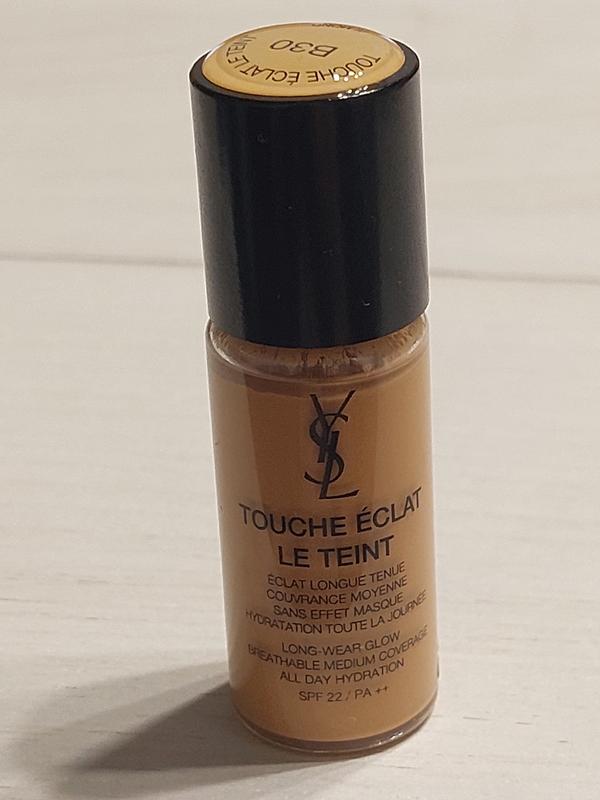 TOUCHE ÉCLAT LE TEINT
B30
YSL
TOUCHE ÉCLAT
LE TEINT
ÉCLAT LONGUE TENUE
COUVRANCE MOYENNE
SANS EFFET MASQUE
HYDRATATION TOUTE LA JOURNÉE
LONG-WEAR GLOW
BREATHABLE MEDIUM COVERAGE
ALL DAY HYDRATION
SPF 22 / PA ++